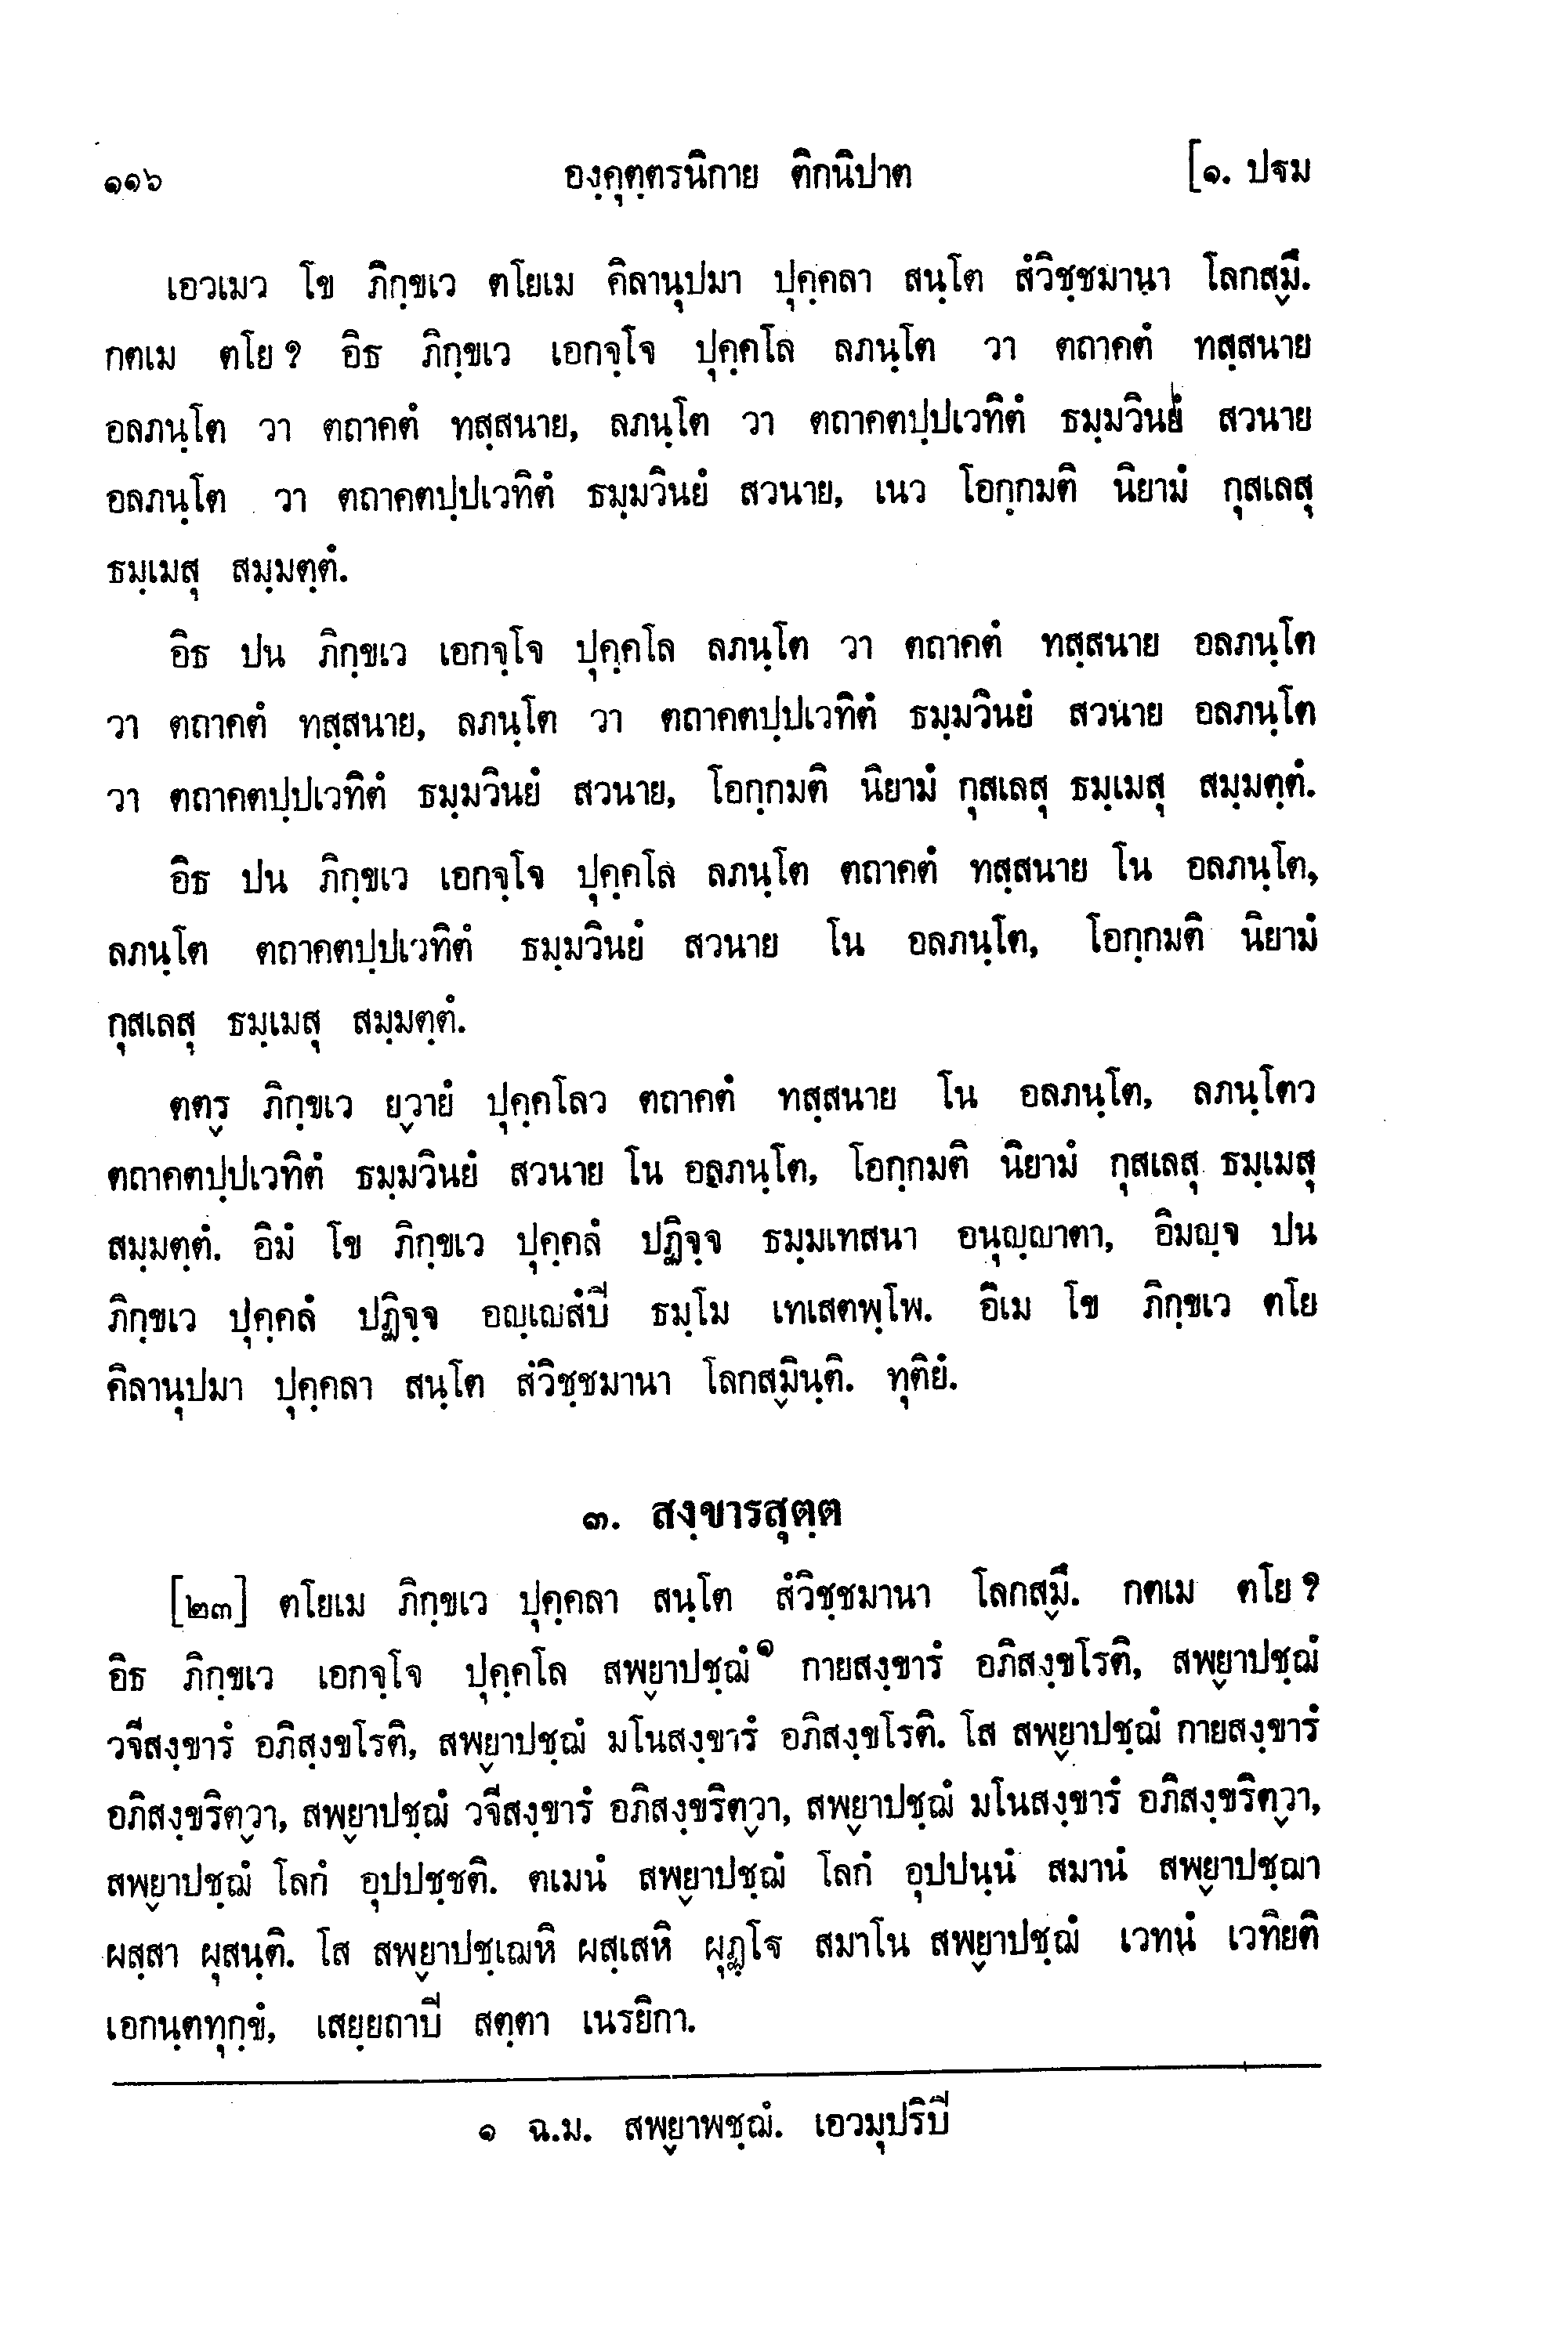 ๑๑๖ องฺคุตฺตรนิกาย ติกนิปาต [๑. ปฐม
เอวเมว โข ภิกฺขเว ตโยเม คิลานุปมา ปุคฺคลา สนฺโต สํวิชฺชมานา โลกสฺมึ.
กตเม ตโย ? อิธ ภิกฺขเว เอกจฺโจ ปุคฺคโล ลภนฺโต วา ตถาคตํ ทสฺสนาย
อลภนฺโต วา ตถาคตํ ทสฺสนาย, ลภนฺโต วา ตถาคตปฺปเวทิตํ ธมฺมวินยํ สวนาย
อลภนฺโต วา ตถาคตปฺปเวทิตํ ธมฺมวินยํ สวนาย, เนว โอกฺกมติ นิยามํ กุสเลสุ
ธมฺเมสุ สมฺมตฺตํ.
อิธ ปน ภิกฺขเว เอกจฺโจ ปุคฺคโล ลภนฺโต วา ตถาคตํ ทสฺสนาย อลภนฺโต
วา ตถาคตํ ทสฺสนาย, ลภนฺโต วา ตถาคตปฺปเวทิตํ ธมฺมวินยํ สวนาย อลภนฺโต
วา ตถาคตปฺปเวทิตํ ธมฺมวินยํ สวนาย, โอกฺกมติ นิยามํ กุสเลสุ ธมฺเมสุ สมฺมตฺตํ.
อิธ ปน ภิกฺขเว เอกจฺโจ ปุคฺคโล ลภนฺโต ตถาคตํ ทสฺสนาย โน อลภนฺโต,
ลภนฺโต ตถาคตปฺปเวทิตํ ธมฺมวินยํ สวนาย โน อลภนฺโต, โอกฺกมติ นิยามํ
กุสเลสุ ธมฺเมสุ สมฺมตฺตํ.
ตตฺร ภิกฺขเว ยฺวายํ ปุคฺคโลว ตถาคตํ ทสฺสนาย โน อลภนฺโต, ลภนฺโตว
ตถาคตปฺปเวทิตํ ธมฺมวินยํ สวนาย โน อลภนฺโต, โอกฺกมติ นิยามํ กุสเลสุ ธมฺเมสุ
สมฺมตฺตํ. อิมํ โข ภิกฺขเว ปุคฺคลํ ปฏิจฺจ ธมฺมเทสนา อนุญฺญาตา, อิมญฺจ ปน
ภิกฺขเว ปุคฺคลํ ปฏิจฺจ อญฺเญสํปี ธมฺโม เทเสตพฺโพ. อิเม โข ภิกฺขเว ตโย
คิลานุปมา ปุคฺคลา สนฺโต สํวิชฺชมานา โลกสฺมินฺติ. ทุติยํ.
๓. สงฺขารสุตฺต
[๒๓] ตโยเม ภิกฺขเว ปุคฺคลา สนฺโต สํวิชฺชมานา โลกสฺมึ. กตเม ตโย ?
อิธ ภิกฺขเว เอกจฺโจ ปุคฺคโล สพฺยาปชฺฌํ๑ กายสงฺขารํ อภิสงฺขโรติ, สพฺยาปชฺฌํ
วจีสงฺขารํ อภิสฺงขโรติ, สพฺยาปชฺฌํ มโนสงฺขารํ อภิสงฺขโรติ. โส สพฺยาปชฺฌํ กายสงฺขารํ
อภิสงฺขริตฺวา, สพฺยาปชฺฌํ วจีสงฺขารํ อภิสงฺขริตฺวา, สพฺยาปชฺฌํ มโนสงฺขารํ อภิสงฺขริตฺวา,
สพฺยาปชฺฌํ โลกํ อุปปชฺชติ. ตเมนํ สพฺยาปชฺฌํ โลกํ อุปปนฺนํ สมานํ สพฺยาปชฺฌา
ผสฺสา ผุสนฺติ. โส สพฺยาปชฺเฌหิ ผสฺเสหิ ผุฏฺโฐ สมาโน สพฺยาปชฺฌํ เวทนํ เวทิยติ
เอกนฺตทุกฺขํ, เสยฺยถาปี สตฺตา เนรยิกา.
๑ ฉ.ม. สพฺยาพชฺฌํ. เอวมุปริปี